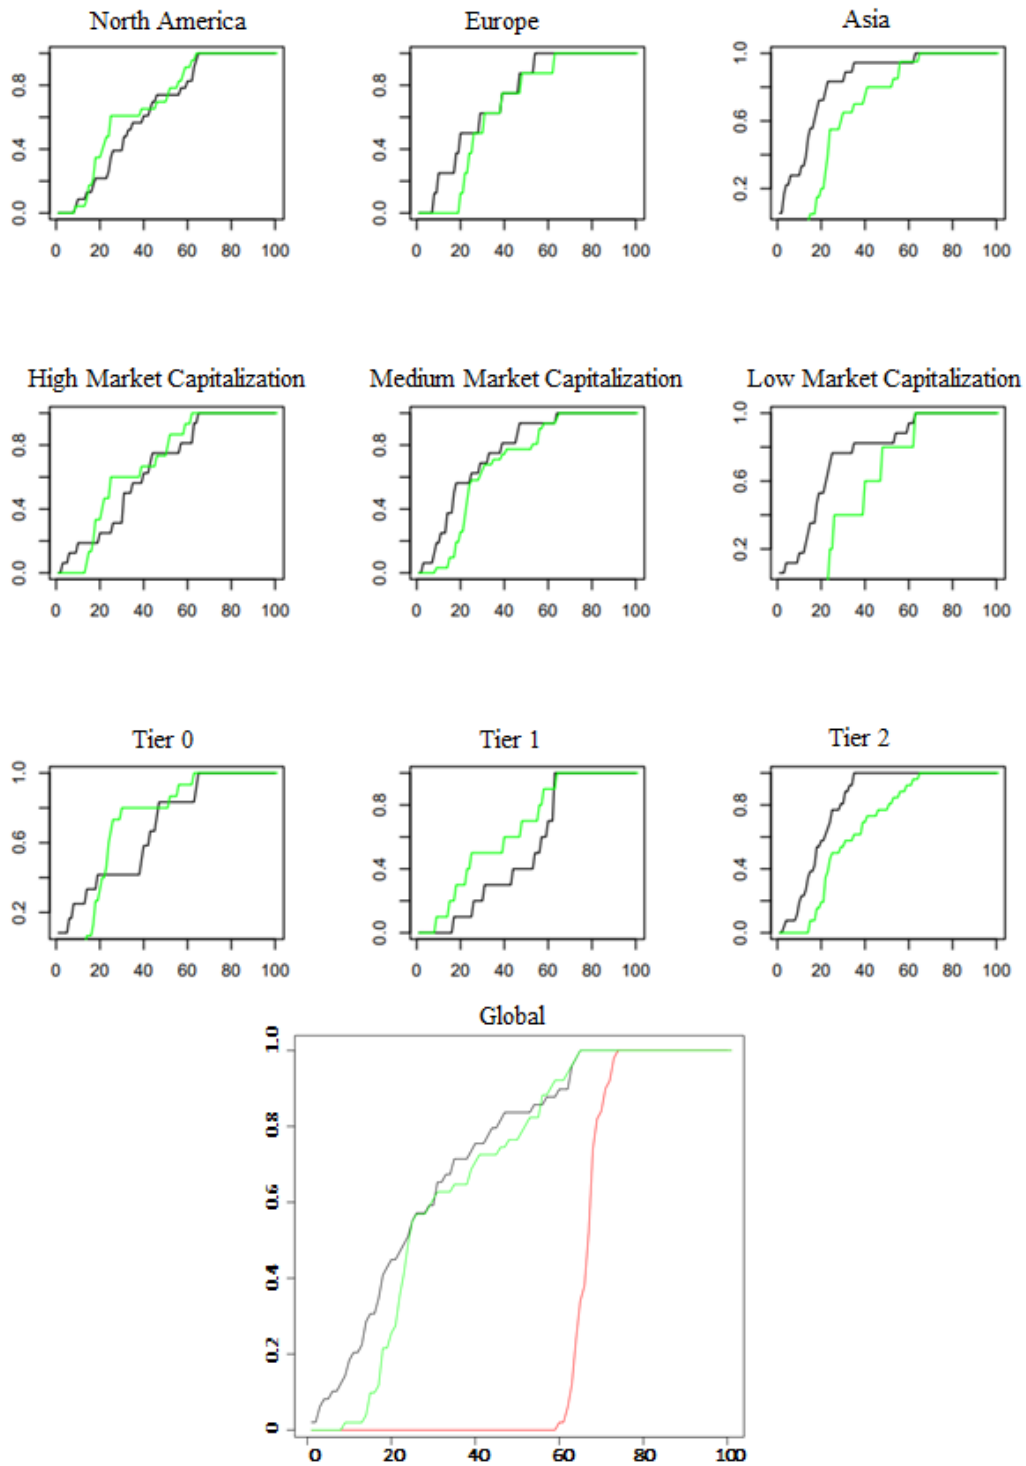 North America
Europe
Asia
0.0 0.4 0.8
0 20 40 60 80 100
0.0 0.4 0.8
0 20 40 60 80 100
0.2 0.6 1.0
0 20 40 60 80 100
High Market Capitalization
Medium Market Capitalization
Low Market Capitalization
0.0 0.4 0.8
0 20 40 60 80 100
0.0 0.4 0.8
0 20 40 60 80 100
0.2 0.6 1.0
0 20 40 60 80 100
Tier 0
Tier 1
Tier 2
0.2 0.6 1.0
0 20 40 60 80 100
0.0 0.4 0.8
0 20 40 60 80 100
0.0 0.4 0.8
0 20 40 60 80 100
Global
0 0.2 0.4 0.6 0.8 1.0
0 20 40 60 80 100